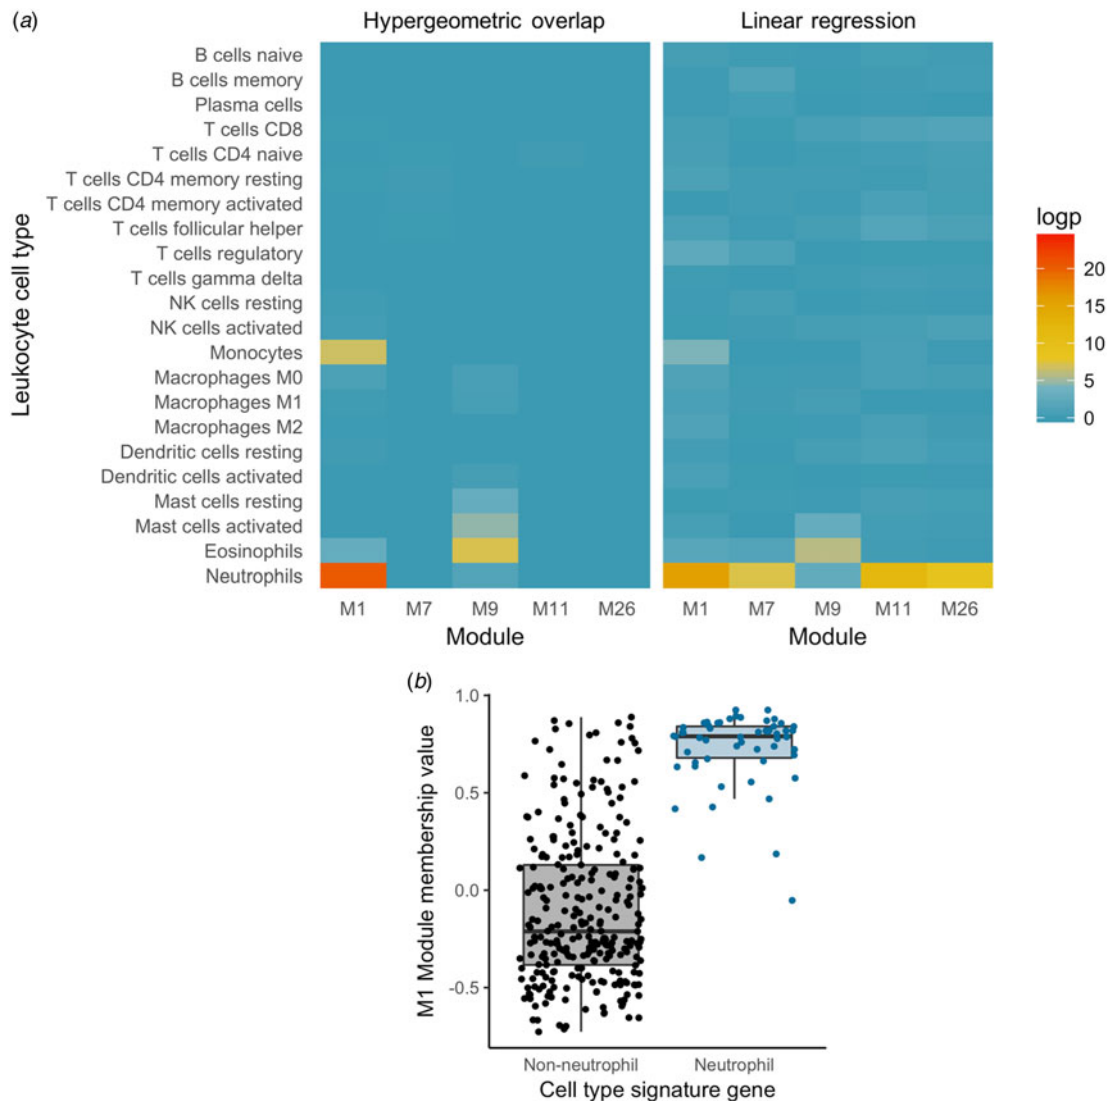 (a)
Hypergeometric overlap
Linear regression
Leukocyte cell type
B cells naive
B cells memory
Plasma cells
T cells CD8
T cells CD4 naive
T cells CD4 memory resting
T cells CD4 memory activated
T cells follicular helper
T cells regulatory
T cells gamma delta
NK cells resting
NK cells activated
Monocytes
Macrophages M0
Macrophages M1
Macrophages M2
Dendritic cells resting
Dendritic cells activated
Mast cells resting
Mast cells activated
Eosinophils
Neutrophils
M1 M7 M9 M11 M26
Module
M1 M7 M9 M11 M26
Module
logp
20
15
10
5
0
(b)
M1 Module membership value
1.0
0.5
0.0
-0.5
Non-neutrophil Neutrophil
Cell type signature gene